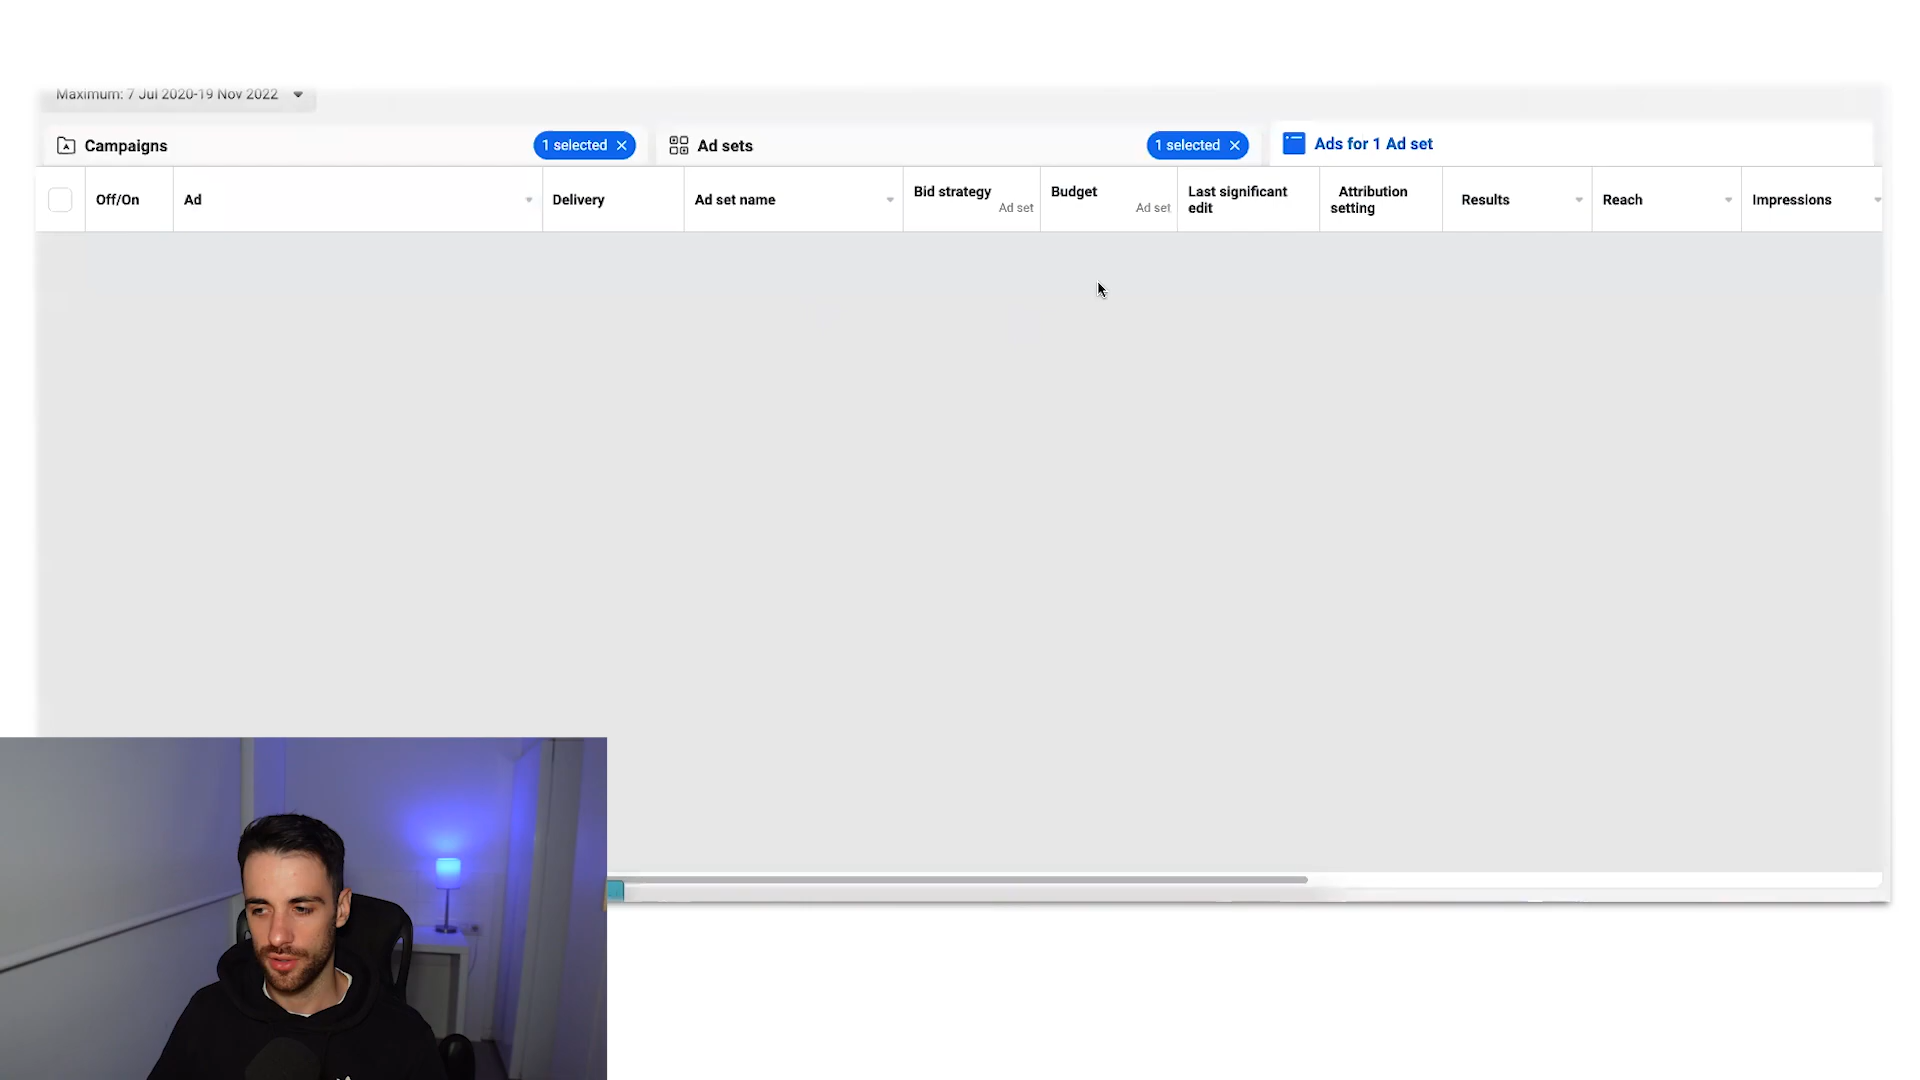 Maximum: 7 Jul 2020-19 Nov 2022
Campaigns
1 selected
Ad sets
1 selected
Ads for 1 Ad set
Off/On
Ad
Delivery
Ad set name
Bid strategy
Ad set
Budget
Ad set
Last significant
edit
Attribution
setting
Results
Reach
Impressions